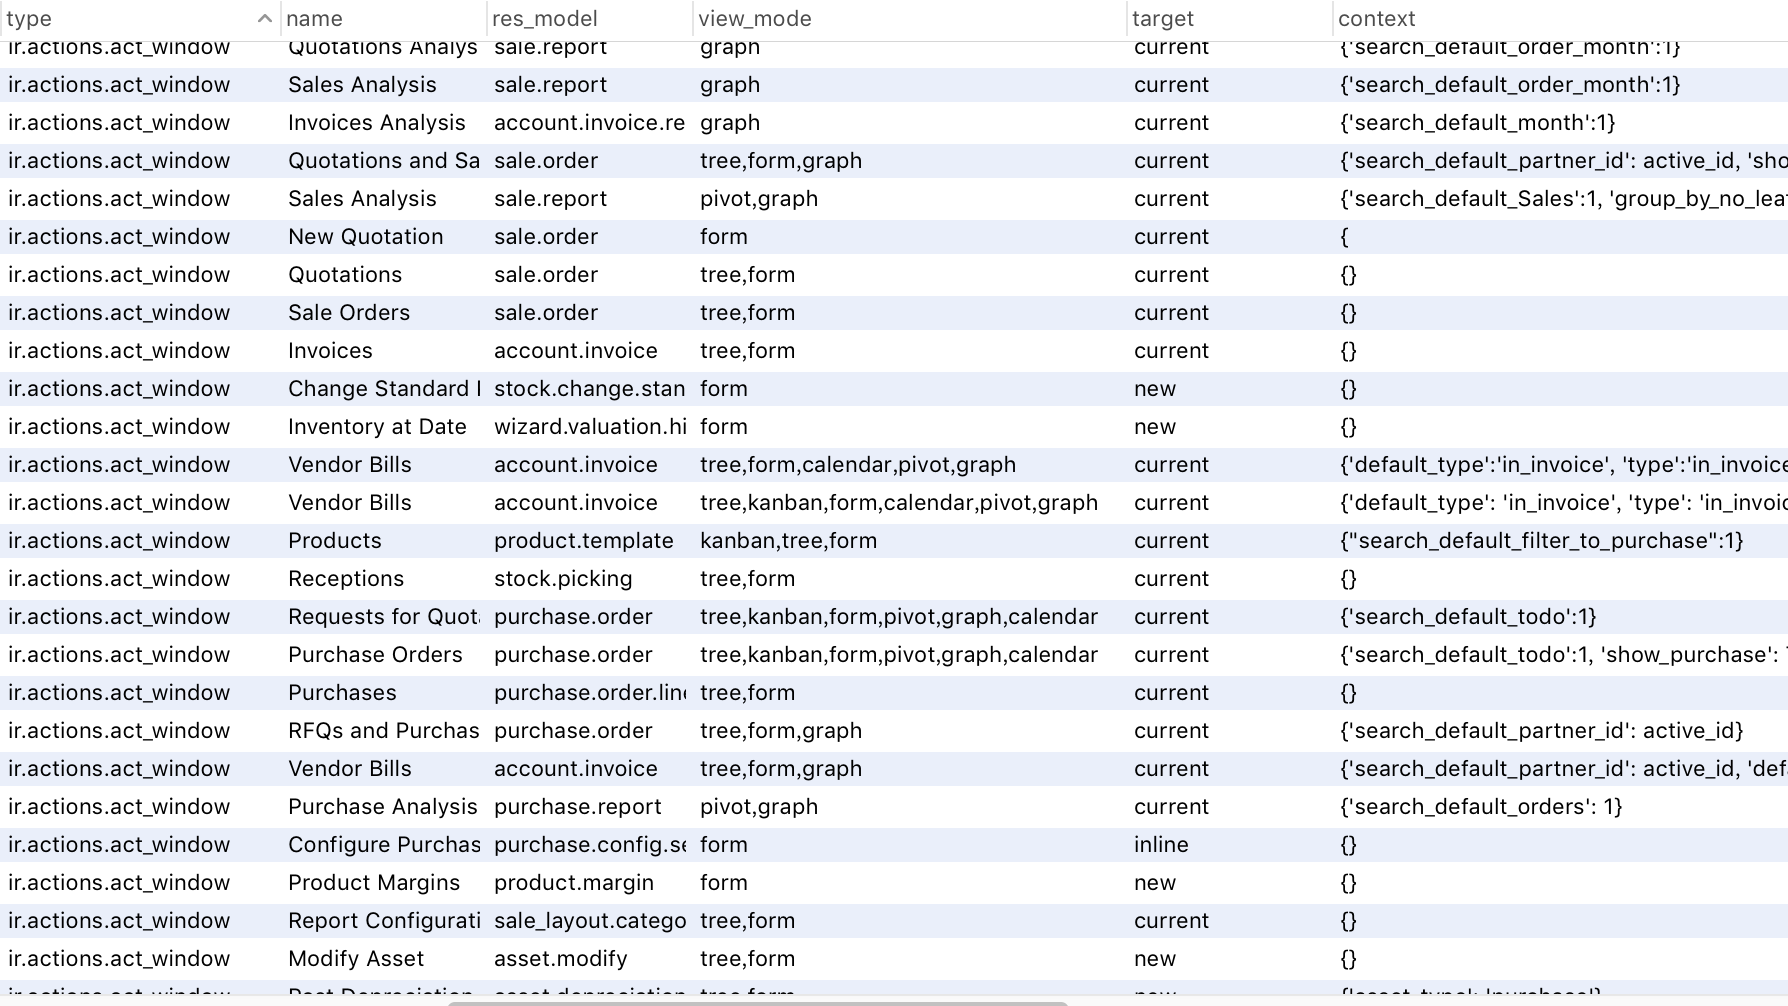 type name res_model view_mode target context
ir.actions.act_window Quotations Analys sale.report graph current {'search_default_order_month':1}
ir.actions.act_window Sales Analysis sale.report graph current {'search_default_order_month':1}
ir.actions.act_window Invoices Analysis account.invoice.re graph current {'search_default_month':1}
ir.actions.act_window Quotations and Sa sale.order tree,form,graph current {'search_default_partner_id': active_id, 'sho
ir.actions.act_window Sales Analysis sale.report pivot,graph current {'search_default_Sales':1, 'group_by_no_lea
ir.actions.act_window New Quotation sale.order form current {
ir.actions.act_window Quotations sale.order tree,form current {}
ir.actions.act_window Sale Orders sale.order tree,form current {}
ir.actions.act_window Invoices account.invoice tree,form current {}
ir.actions.act_window Change Standard stock.change.stan form new {}
ir.actions.act_window Inventory at Date wizard.valuation.hi form new {}
ir.actions.act_window Vendor Bills account.invoice tree,form,calendar,pivot,graph current {'default_type':'in_invoice', 'type':'in_invoice
ir.actions.act_window Vendor Bills account.invoice tree,kanban,form,calendar,pivot,graph current {'default_type': 'in_invoice', 'type': 'in_invoic
ir.actions.act_window Products product.template kanban,tree,form current {"search_default_filter_to_purchase":1}
ir.actions.act_window Receptions stock.picking tree,form current {}
ir.actions.act_window Requests for Quot purchase.order tree,kanban,form,pivot,graph,calendar current {'search_default_todo':1}
ir.actions.act_window Purchase Orders purchase.order tree,kanban,form,pivot,graph,calendar current {'search_default_todo':1, 'show_purchase':
ir.actions.act_window Purchases purchase.order.line tree,form current {}
ir.actions.act_window RFQs and Purchas purchase.order tree,form,graph current {'search_default_partner_id': active_id}
ir.actions.act_window Vendor Bills account.invoice tree,form,graph current {'search_default_partner_id': active_id, 'def
ir.actions.act_window Purchase Analysis purchase.report pivot,graph current {'search_default_orders': 1}
ir.actions.act_window Configure Purchas purchase.config.se form inline {}
ir.actions.act_window Product Margins product.margin form new {}
ir.actions.act_window Report Configurati sale_layout.catego tree,form current {}
ir.actions.act_window Modify Asset asset.modify tree,form new {}